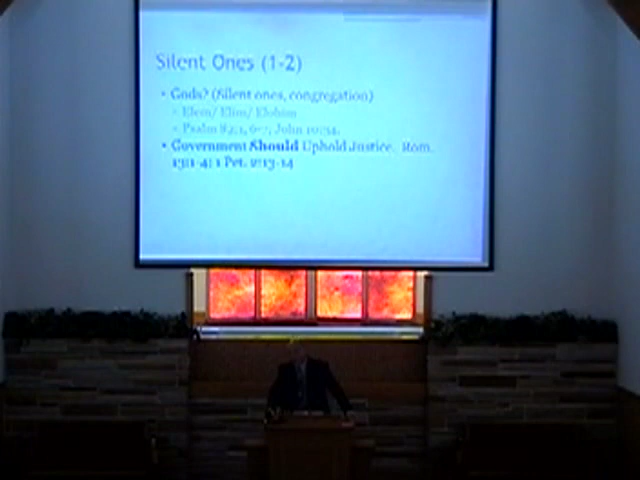 Silent Ones (1-2)
Gods? (Silent ones, congregation)
Elem/ Elim/ Elohim
Psalm 82:1, 6-7; John 10:34.
Government Should Uphold Justice. Rom.
13:1-4; 1 Pet. 2:13-14